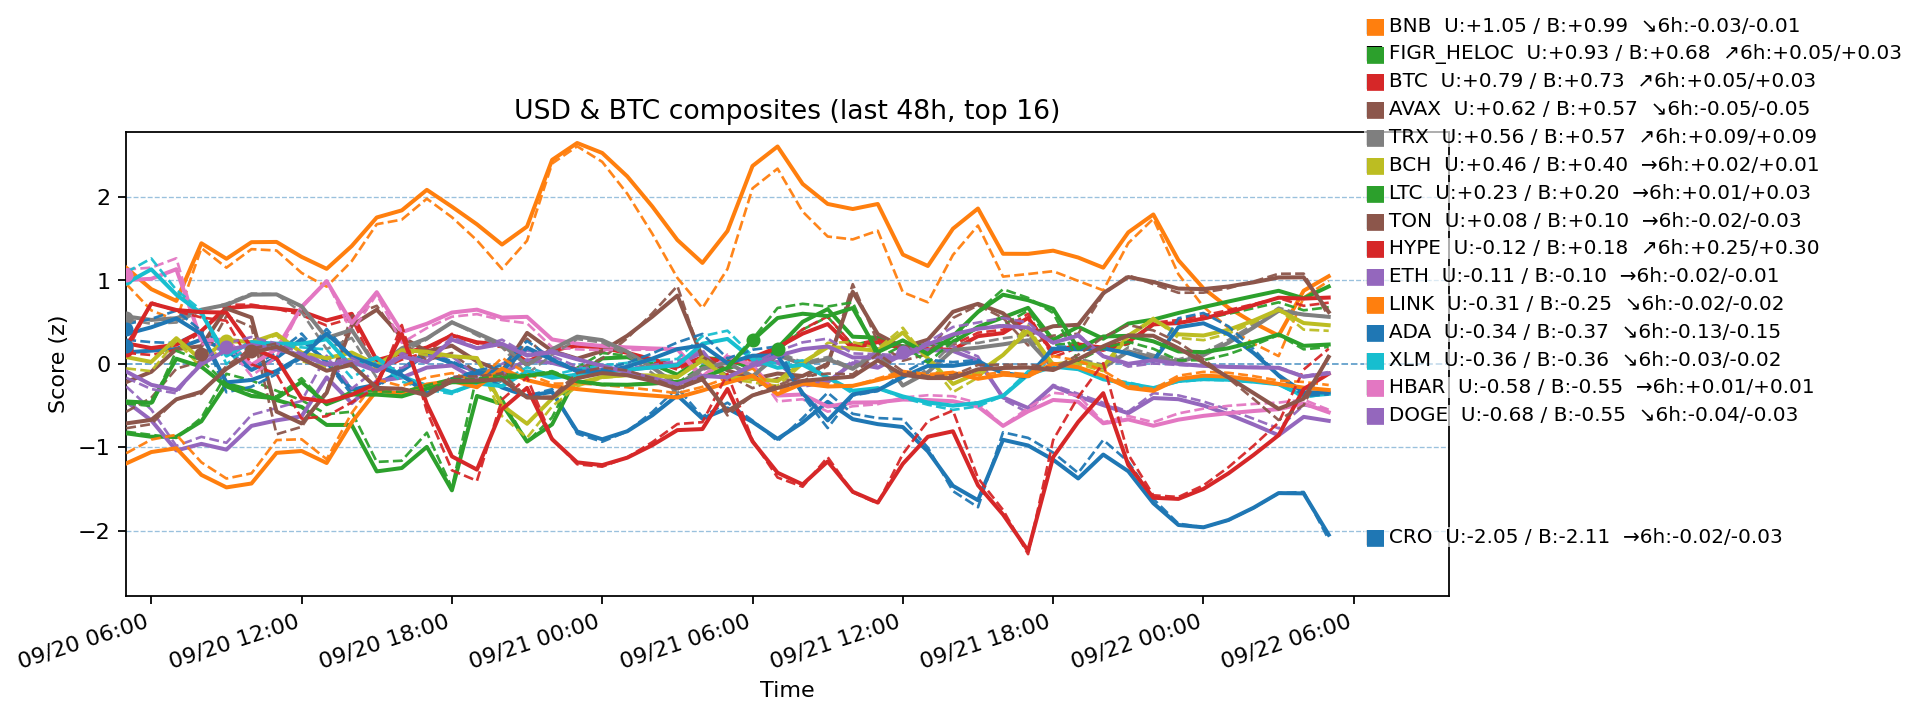 BNB  U:+1.05 / B:+0.99  ↘6h:-0.03/-0.01
FIGR_HELOC  U:+0.93 / B:+0.68  ↗6h:+0.05/+0.03
BTC  U:+0.79 / B:+0.73  ↗6h:+0.05/+0.03
USD & BTC composites (last 48h, top 16)
AVAX  U:+0.62 / B:+0.57  ↘6h:-0.05/-0.05
TRX  U:+0.56 / B:+0.57  ↗6h:+0.09/+0.09
BCH  U:+0.46 / B:+0.40  →6h:+0.02/+0.01
LTC  U:+0.23 / B:+0.20  →6h:+0.01/+0.03
TON  U:+0.08 / B:+0.10  →6h:-0.02/-0.03
HYPE  U:-0.12 / B:+0.18  ↗6h:+0.25/+0.30
ETH  U:-0.11 / B:-0.10  →6h:-0.02/-0.01
LINK  U:-0.31 / B:-0.25  ↘6h:-0.02/-0.02
ADA  U:-0.34 / B:-0.37  ↘6h:-0.13/-0.15
XLM  U:-0.36 / B:-0.36  ↘6h:-0.03/-0.02
HBAR  U:-0.58 / B:-0.55  →6h:+0.01/+0.01
DOGE  U:-0.68 / B:-0.55  ↘6h:-0.04/-0.03
CRO  U:-2.05 / B:-2.11  →6h:-0.02/-0.03
Score (z)
2
1
0
−1
−2
09/20 06:00
09/20 12:00
09/20 18:00
09/21 00:00
09/21 06:00
09/21 12:00
09/21 18:00
09/22 00:00
09/22 06:00
Time